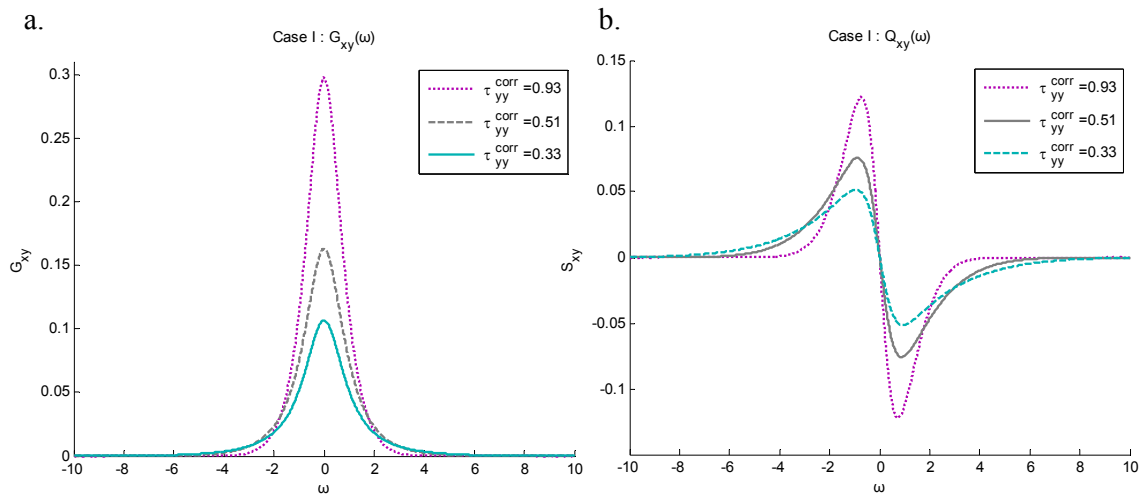 a.
Case I : G_xy(ω)
0.3
0.25
0.2
0.15
0.1
0.05
0
G_xy
-10 -8 -6 -4 -2 0 2 4 6 8 10
ω
τ_yy^corr=0.93
τ_yy^corr=0.51
τ_yy^corr=0.33
b.
Case I : Q_xy(ω)
0.15
0.1
0.05
0
-0.05
-0.1
S_xy
-10 -8 -6 -4 -2 0 2 4 6 8 10
ω
τ_yy^corr=0.93
τ_yy^corr=0.51
τ_yy^corr=0.33